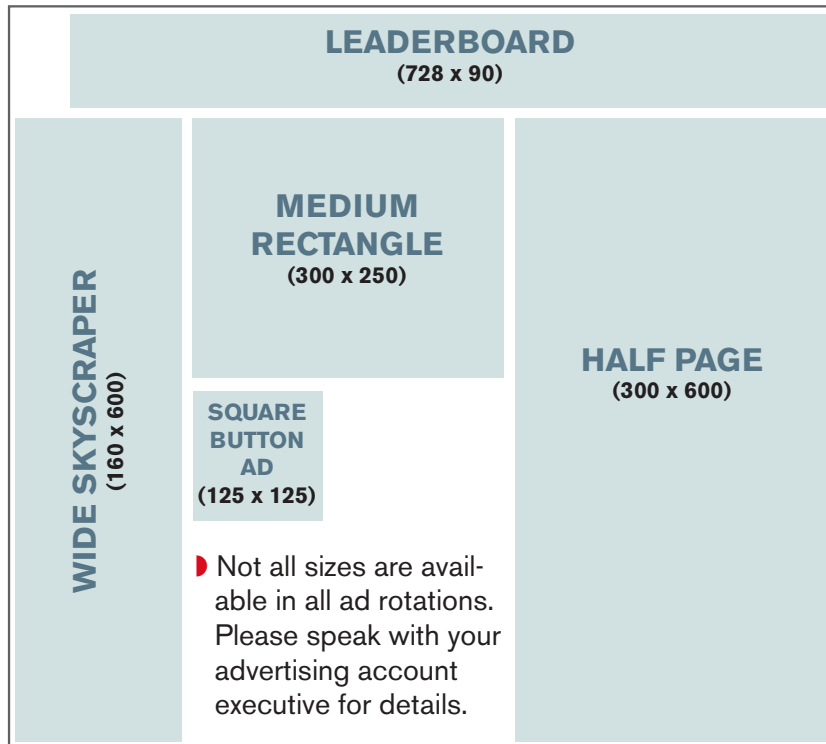 LEADERBOARD
(728 x 90)
WIDE SKYSCRAPER
(160 x 600)
MEDIUM
RECTANGLE
(300 x 250)
SQUARE
BUTTON
AD
(125 x 125)
Not all sizes are avail-
able in all ad rotations.
Please speak with your
advertising account
executive for details.
HALF PAGE
(300 x 600)